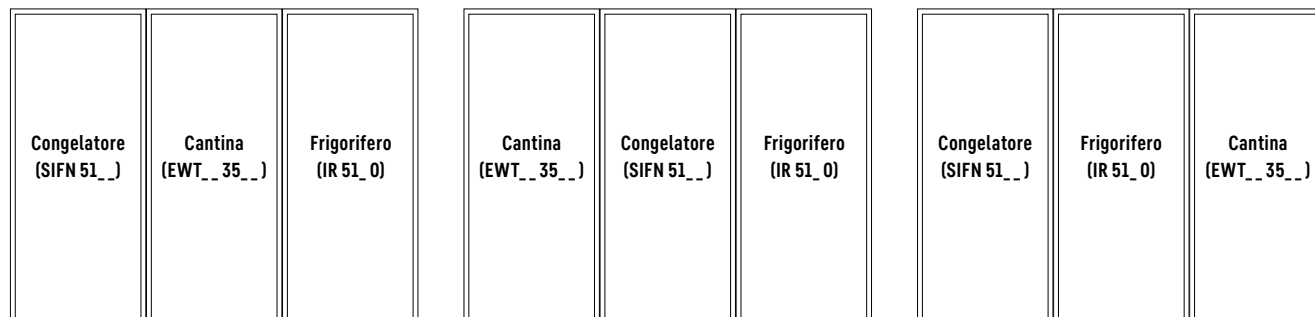 Congelatore
(SIFN 51_ _)
Cantina
(EWT_ _ 35_ _)
Frigorifero
(IR 51_ 0)
Cantina
(EWT_ _ 35_ _)
Congelatore
(SIFN 51_ _)
Frigorifero
(IR 51_ 0)
Congelatore
(SIFN 51_ _)
Frigorifero
(IR 51_ 0)
Cantina
(EWT_ _ 35_ _)